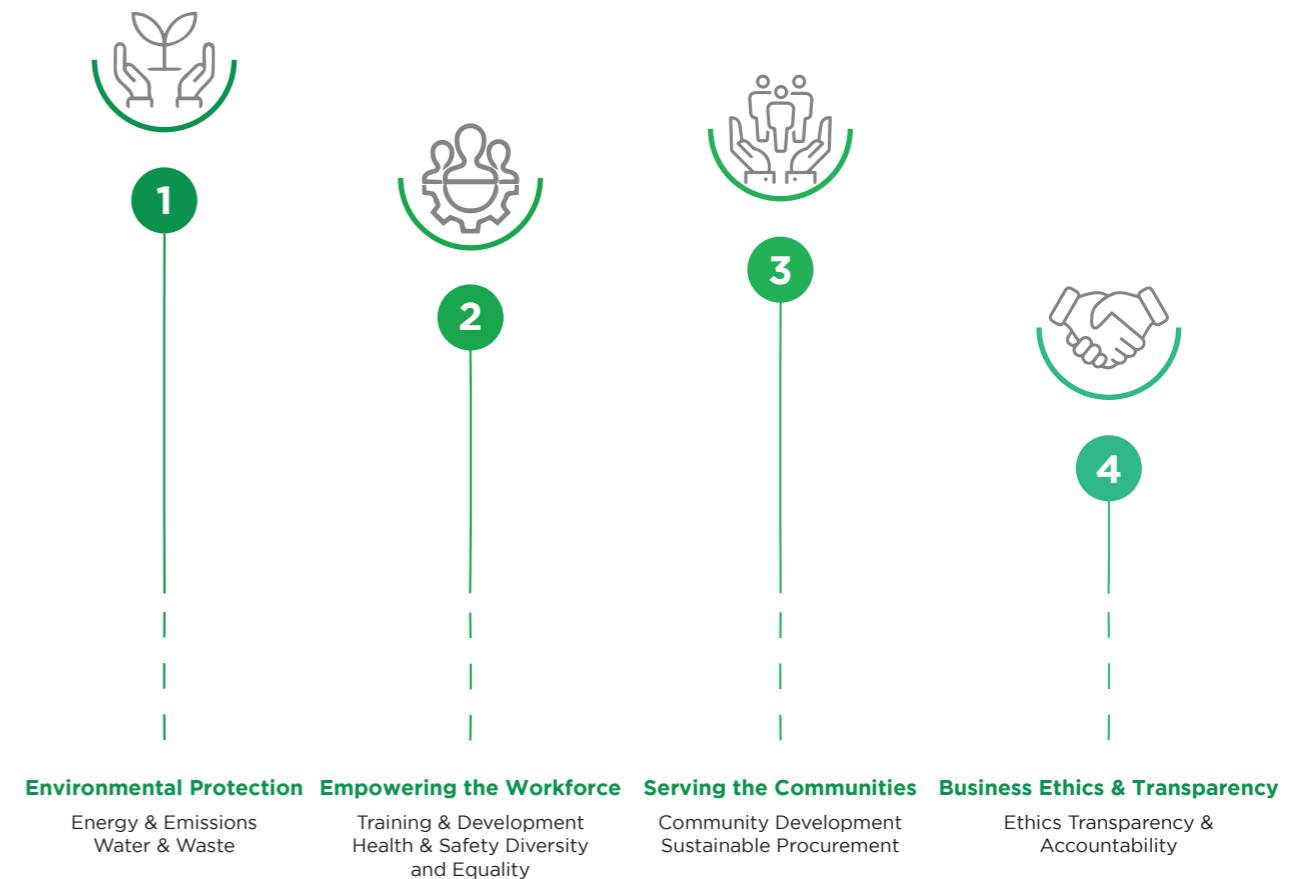 1
2
3
4
Environmental Protection
Energy & Emissions
Water & Waste
Empowering the Workforce
Training & Development
Health & Safety Diversity
and Equality
Serving the Communities
Community Development
Sustainable Procurement
Business Ethics & Transparency
Ethics Transparency &
Accountability